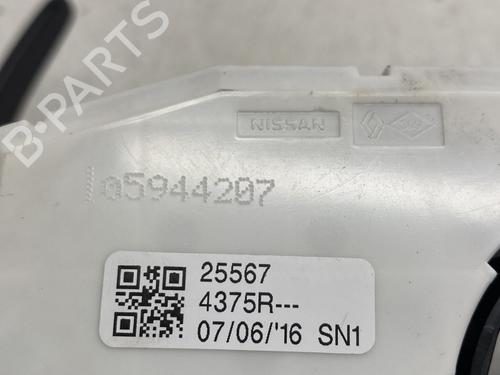 B-PARTS
NISSAN
05944207
25567
4375R---
07/06/'16 SN1